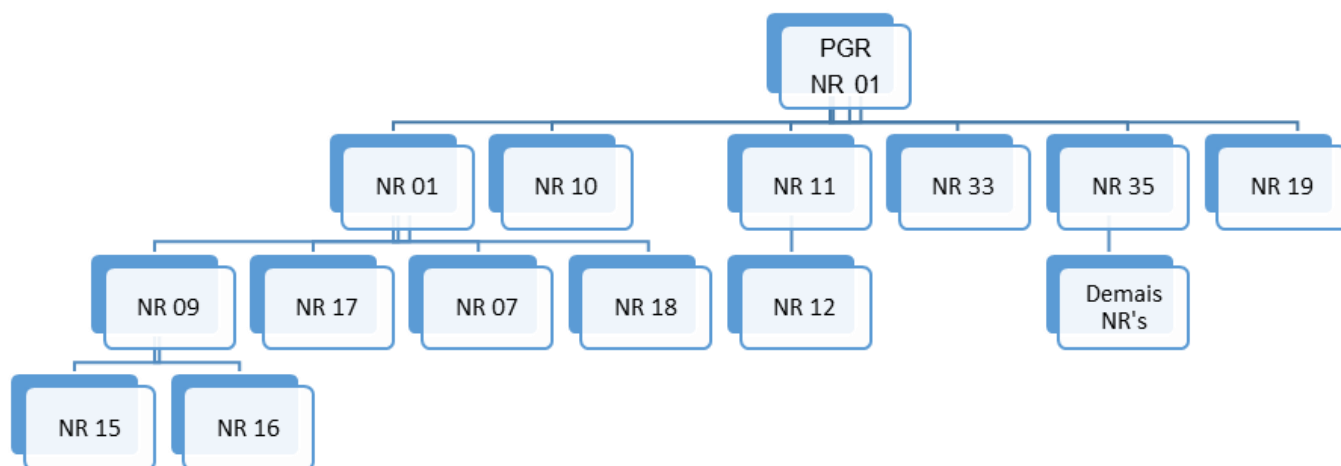 PGR
NR 01
NR 01
NR 10
NR 11
NR 33
NR 35
NR 19
NR 09
NR 17
NR 07
NR 18
NR 12
Demais
NR's
NR 15
NR 16